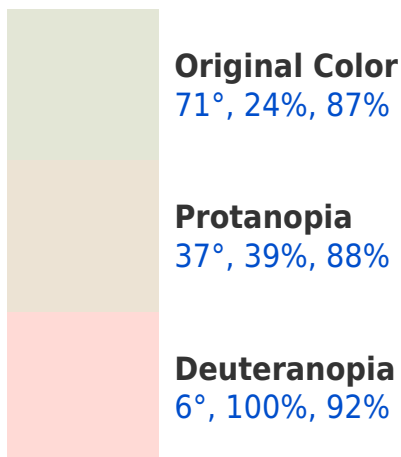 Original Color
71°, 24%, 87%
Protanopia
37°, 39%, 88%
Deuteranopia
6°, 100%, 92%